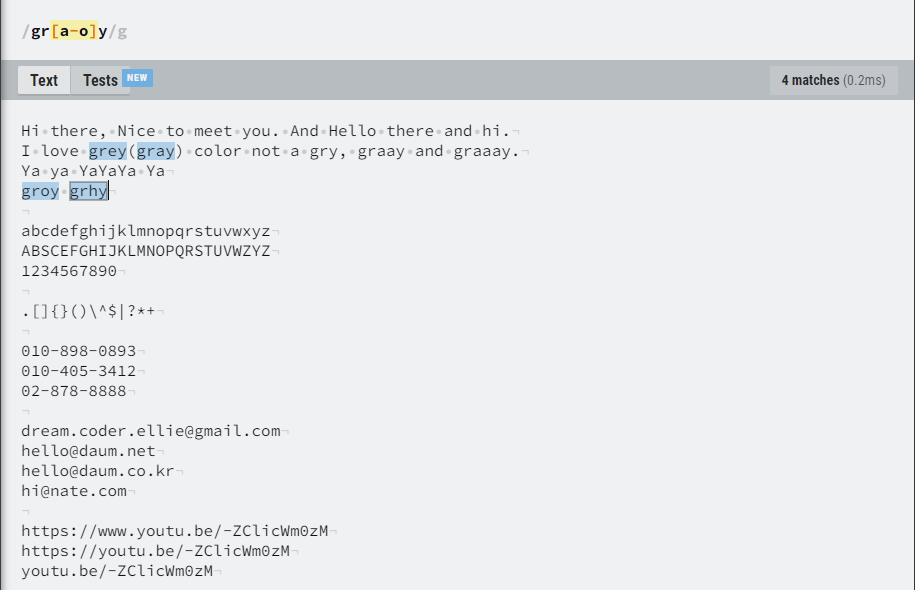 /gr[a-o]y/g
Text Tests NEW 4 matches (0.2ms)
Hi there, Nice to meet you. And Hello there and hi.
I love grey(gray) color not a gry, graay and graaay.
Ya ya YaYaYa Ya
groy grhy
abcdefghijklmnopqrstuvwxyz
ABSCEFGHIJKLMNOPQRSTUVWZYZ
1234567890
.[]{}()\^$|?*+
010-898-0893
010-405-3412
02-878-8888
dream.coder.ellie@gmail.com
hello@daum.net
hello@daum.co.kr
hi@nate.com
https://www.youtu.be/-ZClicWm0zM
https://youtu.be/-ZClicWm0zM
youtu.be/-ZClicWm0zM